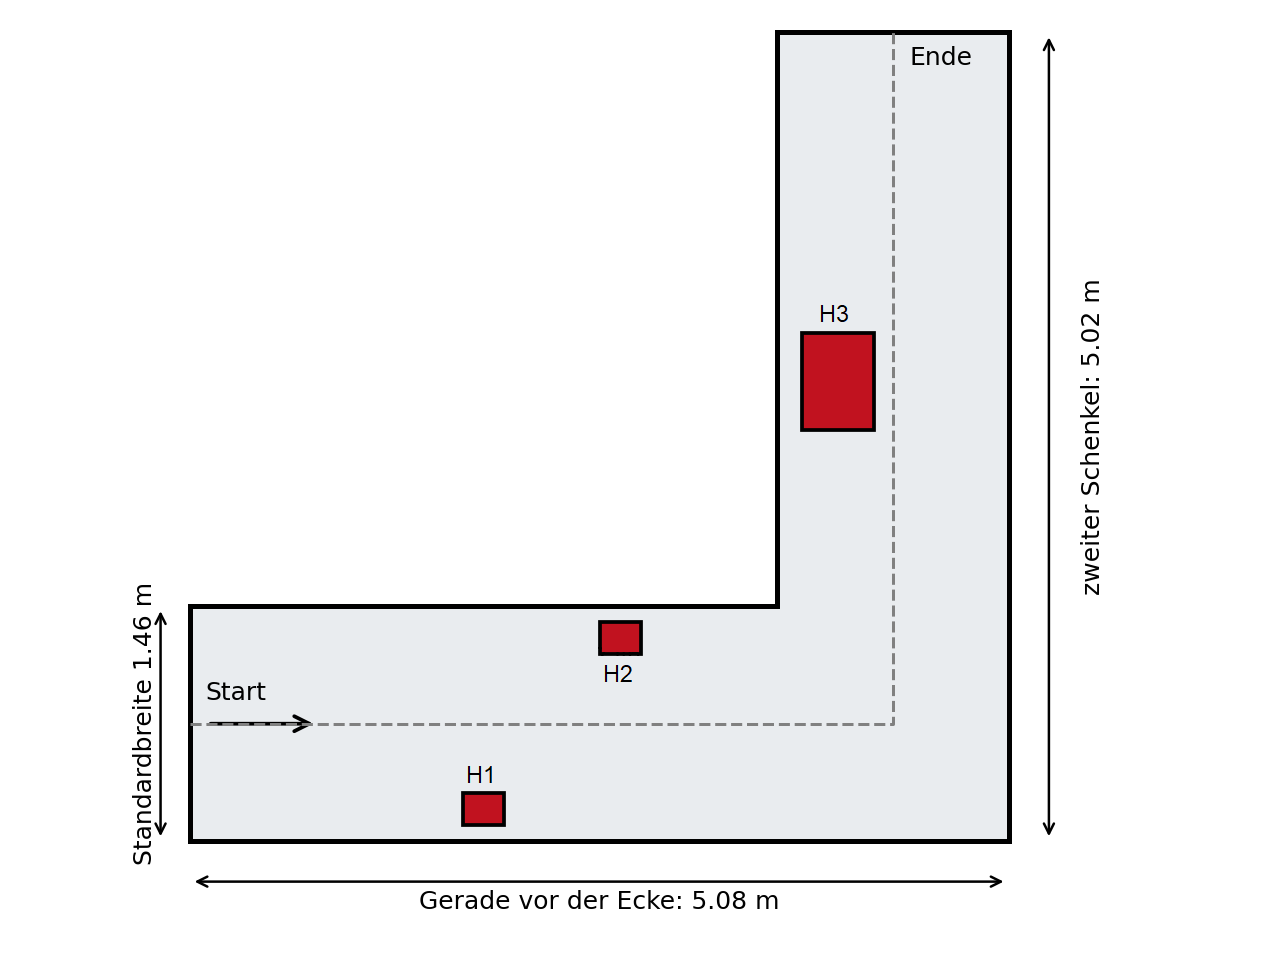 Ende
H3
zweiter Schenkel: 5.02 m
Standardbreite 1.46 m
H2
Start
H1
Gerade vor der Ecke: 5.08 m